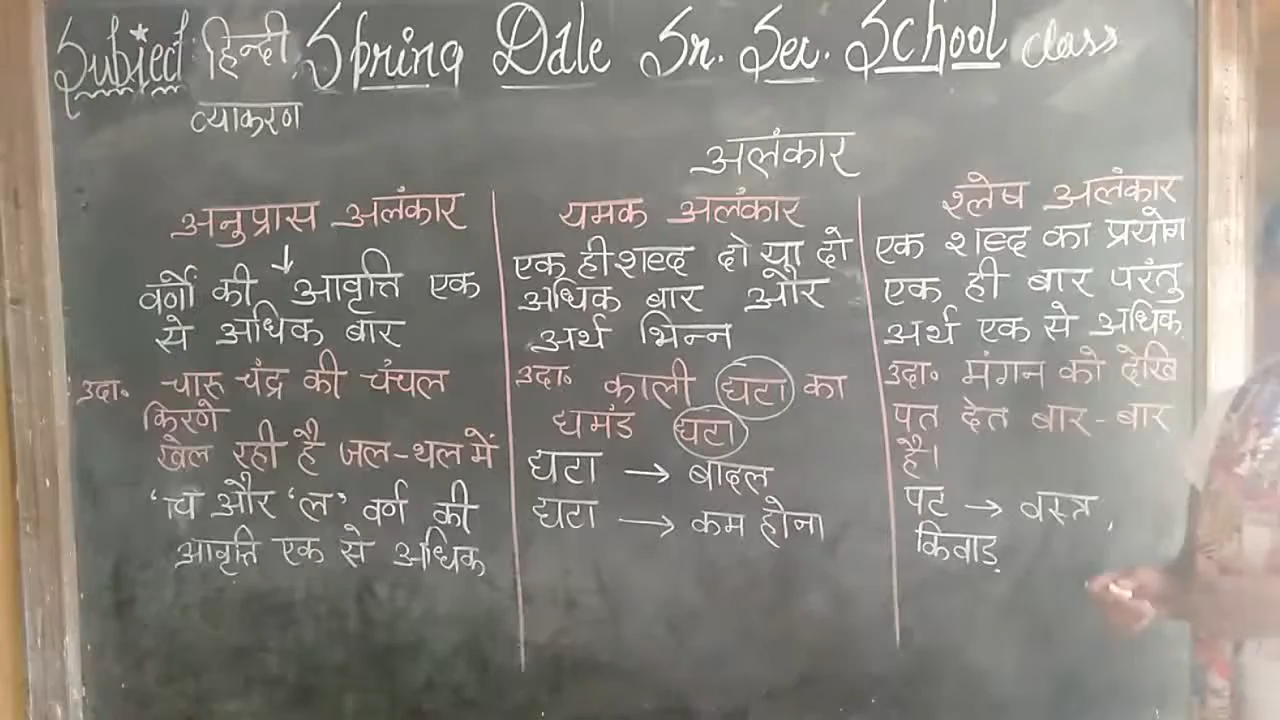 Subject हिन्दी Spring Dale Sr. Sec. School class
व्याकरण
अलंकार
अनुप्रास अलंकार
↓
वर्णो की आवृत्ति एक
से अधिक बार
उदा॰ चारू चंद्र की चंचल
किरणे
खेल रही है जल-थल में
'च और 'ल' वर्ण की
आवृत्ति एक से अधिक
यमक अलंकार
एक ही शब्द दो या दो
अधिक बार और
अर्थ भिन्न
उदा॰ काली घटा का
घमंड घटा
घटा → बादल
घटा → कम होना
श्लेष अलंकार
एक शब्द का प्रयोग
एक ही बार परंतु
अर्थ एक से अधिक
उदा॰ मंगन को देखि
पत देत बार-बार
है।
पट → वस्त्र,
किवाड़